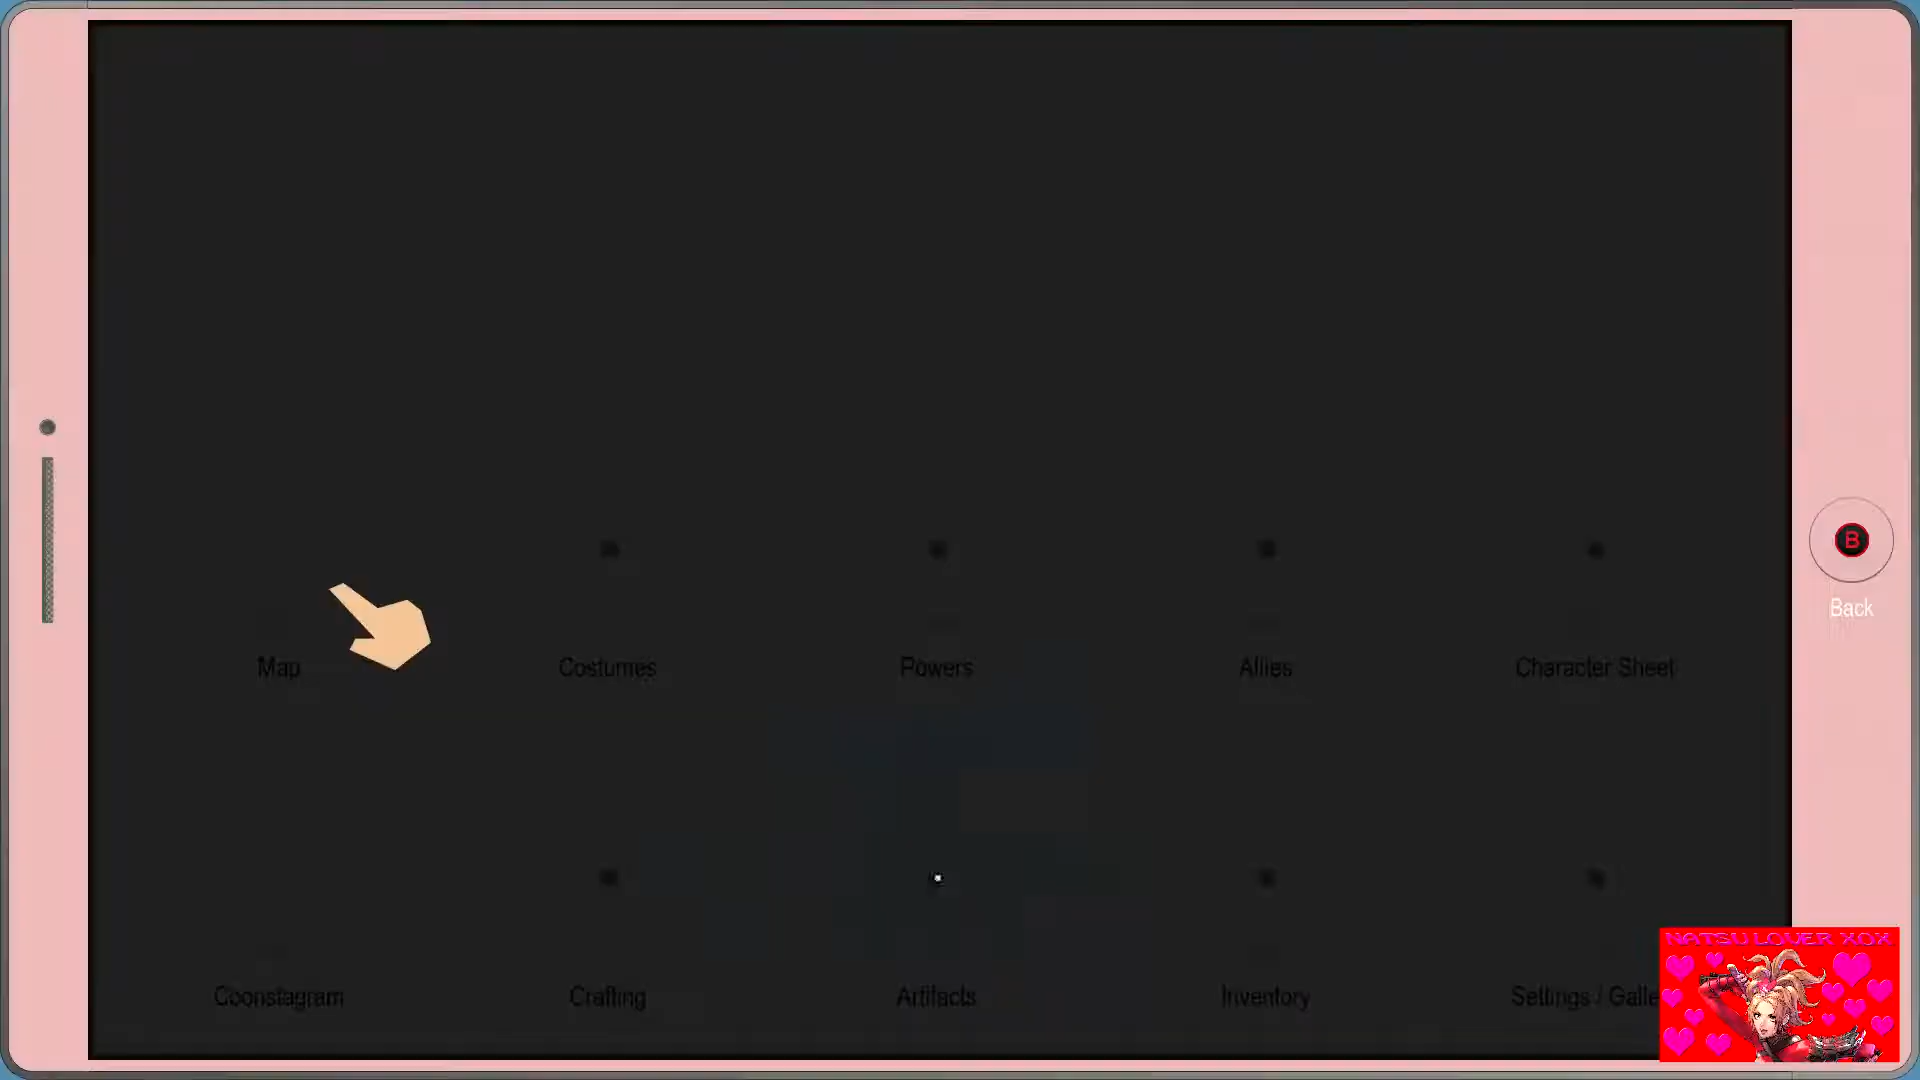 B
Back
Map
Costumes
Powers
Allies
Character Sheet
Coonstagram
Crafting
Artifacts
Inventory
Settings / Galle
NATSU LOVER XOX